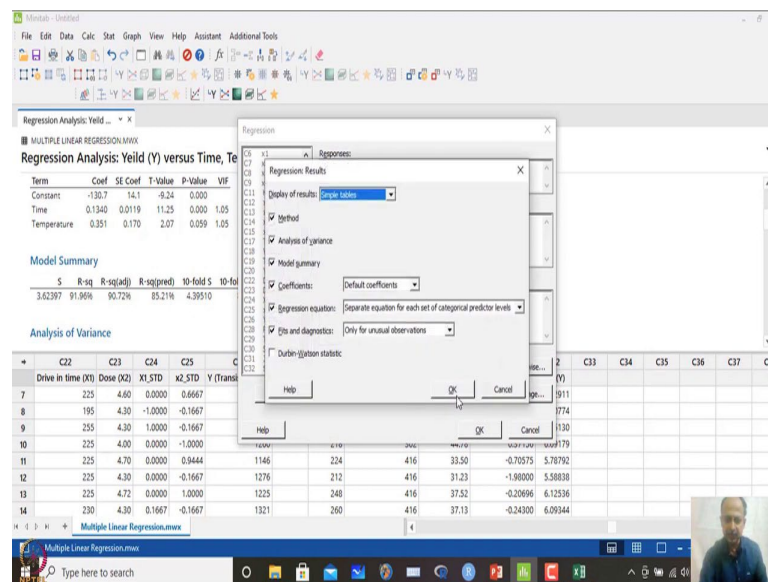 Minitab - Untitled
File Edit Data Calc Stat Graph View Help Assistant Additional Tools
Regression Analysis: Yeild ...
MULTIPLE LINEAR REGRESSION.MWX
Regression Analysis: Yeild (Y) versus Time, Te
Term Coef SE Coef T-Value P-Value VIF
Constant -130.7 14.1 -9.24 0.000
Time 0.1340 0.0119 11.25 0.000 1.05
Temperature 0.351 0.170 2.07 0.059 1.05
Model Summary
S R-sq R-sq(adj) R-sq(pred) 10-fold S 10-fol
3.62397 91.96% 90.72% 85.21% 4.39510
Analysis of Variance
Regression
C6 x1
Responses:
Regression: Results
Display of results: Simple tables
Method
Analysis of variance
Model summary
Coefficients: Default coefficients
Regression equation: Separate equation for each set of categorical predictor levels
Fits and diagnostics: Only for unusual observations
Durbin-Watson statistic
Help OK Cancel
Help OK Cancel
C22 C23 C24 C25 C33 C34 C35 C36 C37
Drive in time (X1) Dose (X2) X1_STD x2_STD Y (Transi
7 225 4.60 0.0000 0.6667
8 195 4.30 -1.0000 -0.1667
9 255 4.30 1.0000 -0.1667
10 225 4.00 0.0000 -1.0000
11 225 4.70 0.0000 0.9444 1146 224 416 33.50 -0.70575 5.78792
12 225 4.30 0.0000 -0.1667 1276 212 416 31.23 -1.98000 5.58838
13 225 4.72 0.0000 1.0000 1225 248 416 37.52 -0.20696 6.12536
14 230 4.30 0.1667 -0.1667 1321 260 416 37.13 -0.24300 6.09344
Multiple Linear Regression.mwx
Multiple Linear Regression.mwx
Type here to search
NPTEL